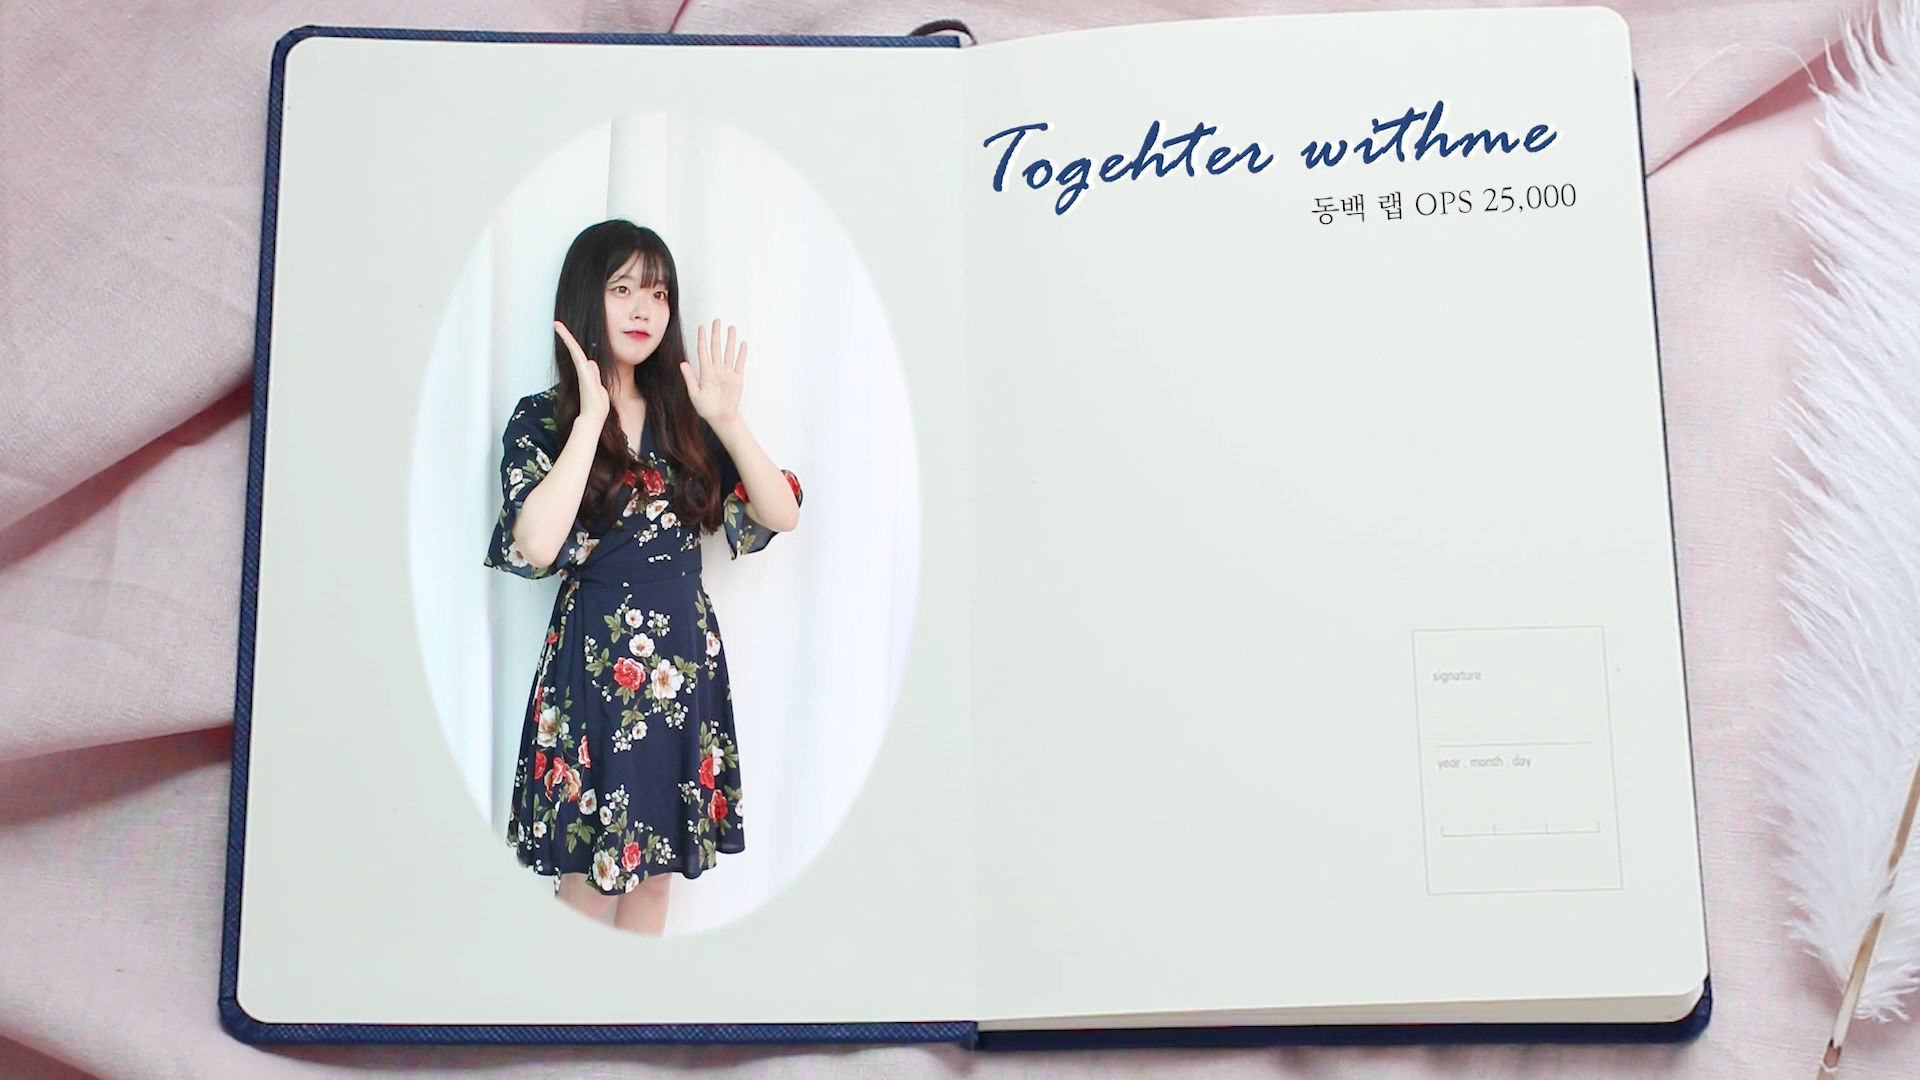 Togehter withme
동백 랩 OPS 25,000
signature
year . month . day